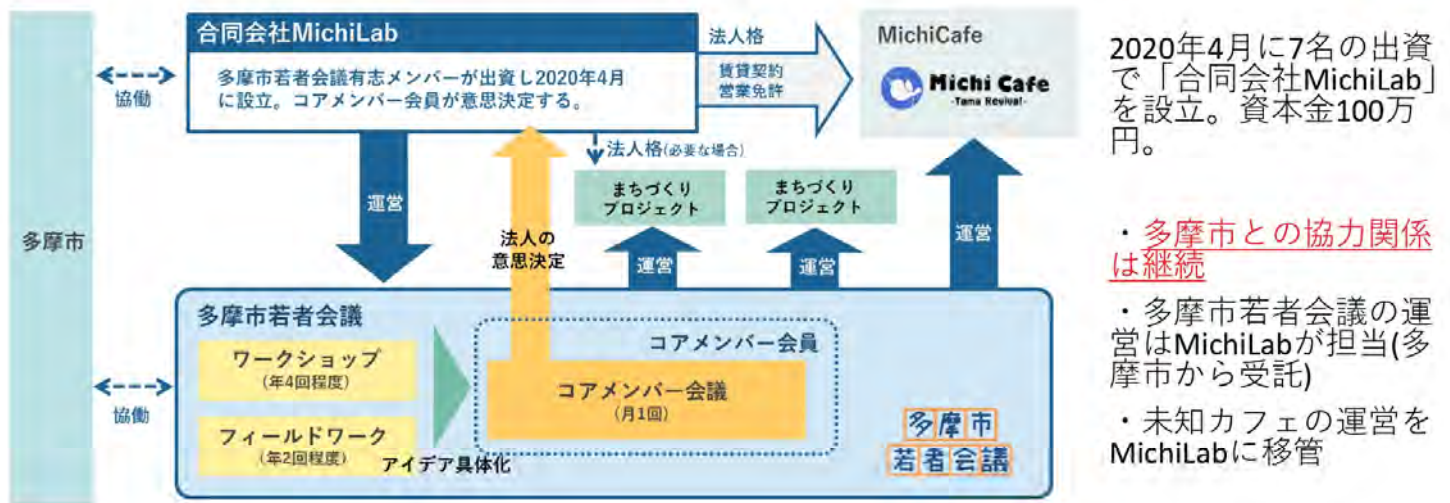 多摩市
協働
協働
合同会社MichiLab
多摩市若者会議有志メンバーが出資し2020年4月
に設立。コアメンバー会員が意思決定する。
法人格
賃貸契約
営業免許
MichiCafe
Michi Cafe
-Tama Revival-
法人格(必要な場合)
運営
法人の
意思決定
まちづくり
プロジェクト
まちづくり
プロジェクト
運営
運営
運営
多摩市若者会議
ワークショップ
(年4回程度)
フィールドワーク
(年2回程度)
アイデア具体化
コアメンバー会員
コアメンバー会議
(月1回)
多摩市
若者会議
2020年4月に7名の出資
で「合同会社MichiLab」
を設立。資本金100万
円。
・多摩市との協力関係
は継続
・多摩市若者会議の運
営はMichiLabが担当(多
摩市から受託)
・未知カフェの運営を
MichiLabに移管